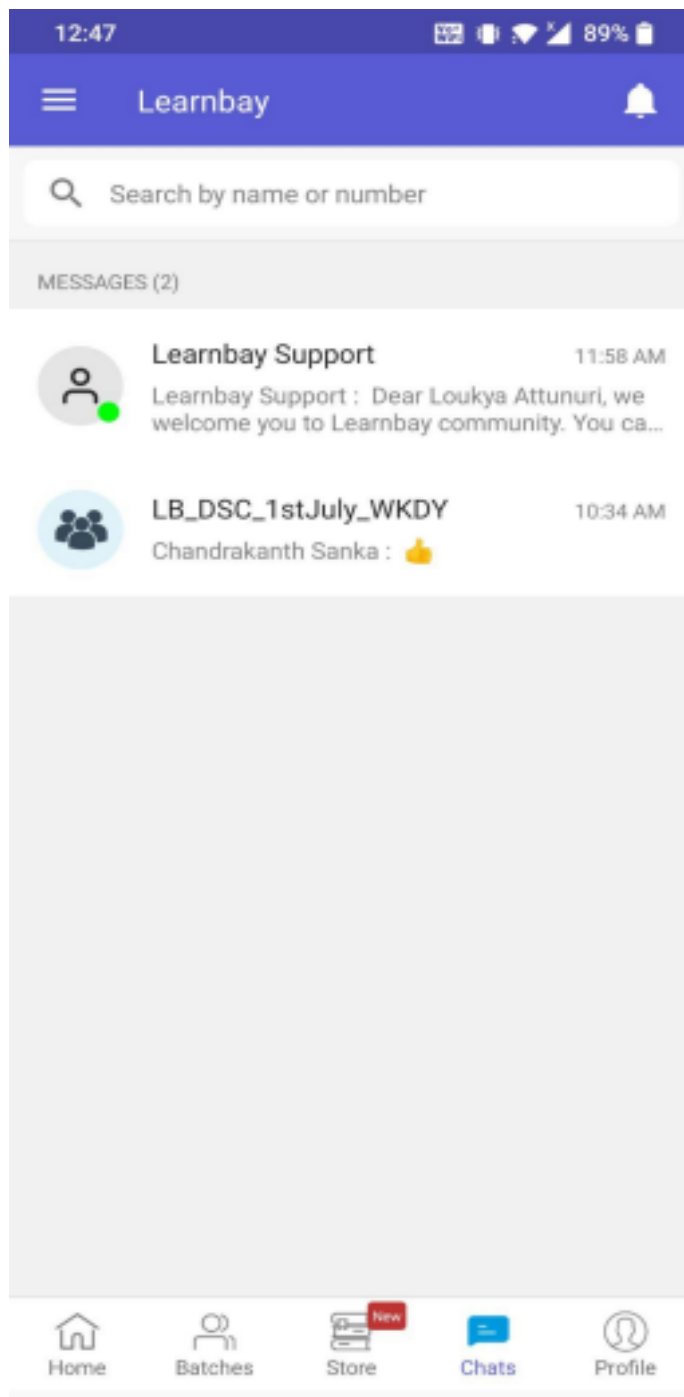 12:47
89%
Learnbay
Search by name or number
MESSAGES (2)
Learnbay Support
11:58 AM
Learnbay Support : Dear Loukya Attunuri, we
welcome you to Learnbay community. You ca...
LB_DSC_1stJuly_WKDY
10:34 AM
Chandrakanth Sanka : 👍
New
Home
Batches
Store
Chats
Profile